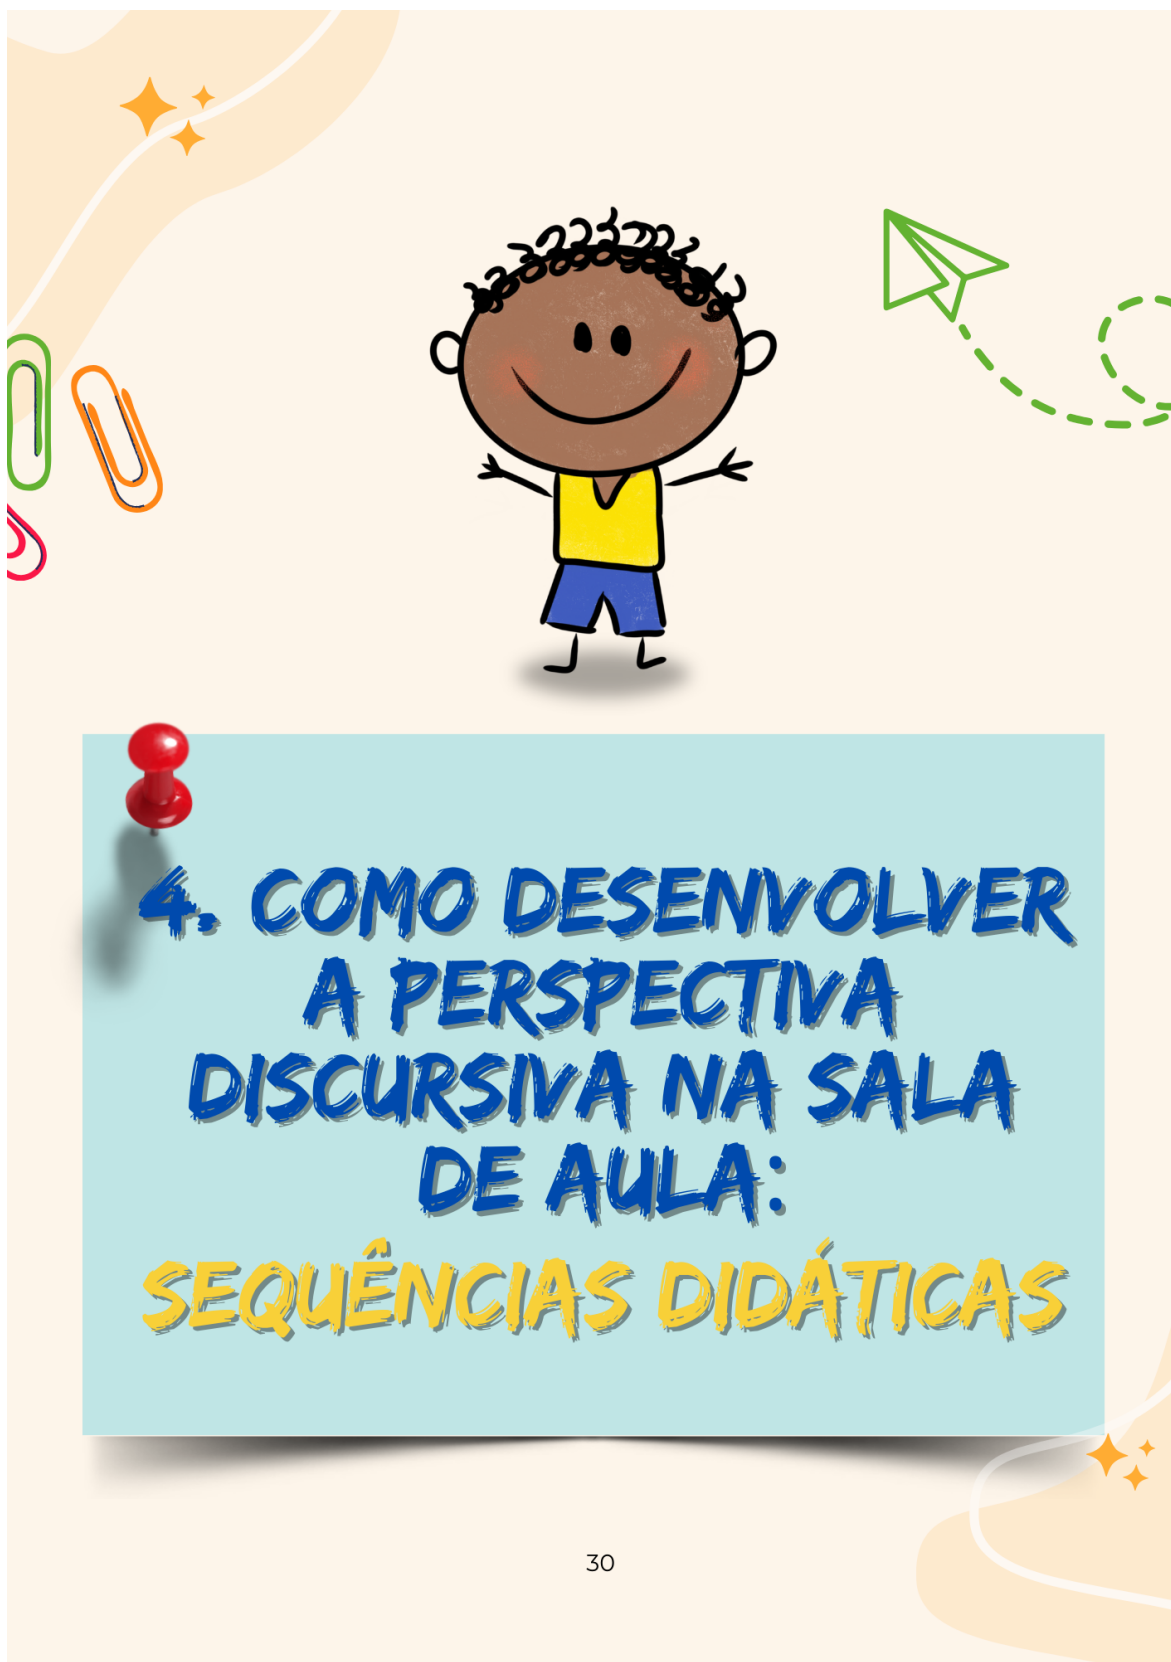 4. COMO DESENVOLVER
A PERSPECTIVA
DISCURSIVA NA SALA
DE AULA:
SEQUÊNCIAS DIDÁTICAS
30